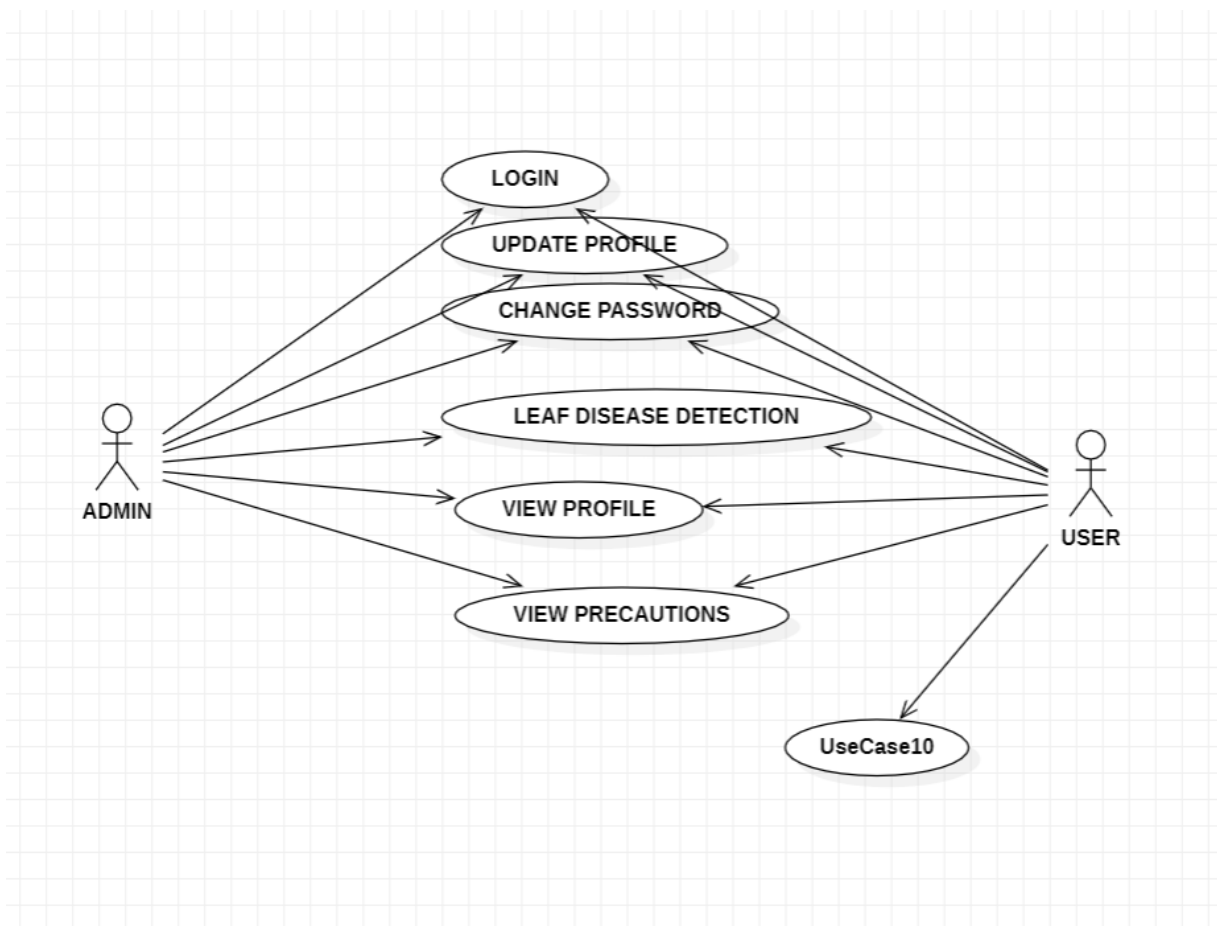 LOGIN
UPDATE PROFILE
CHANGE PASSWORD
LEAF DISEASE DETECTION
ADMIN
VIEW PROFILE
USER
VIEW PRECAUTIONS
UseCase10